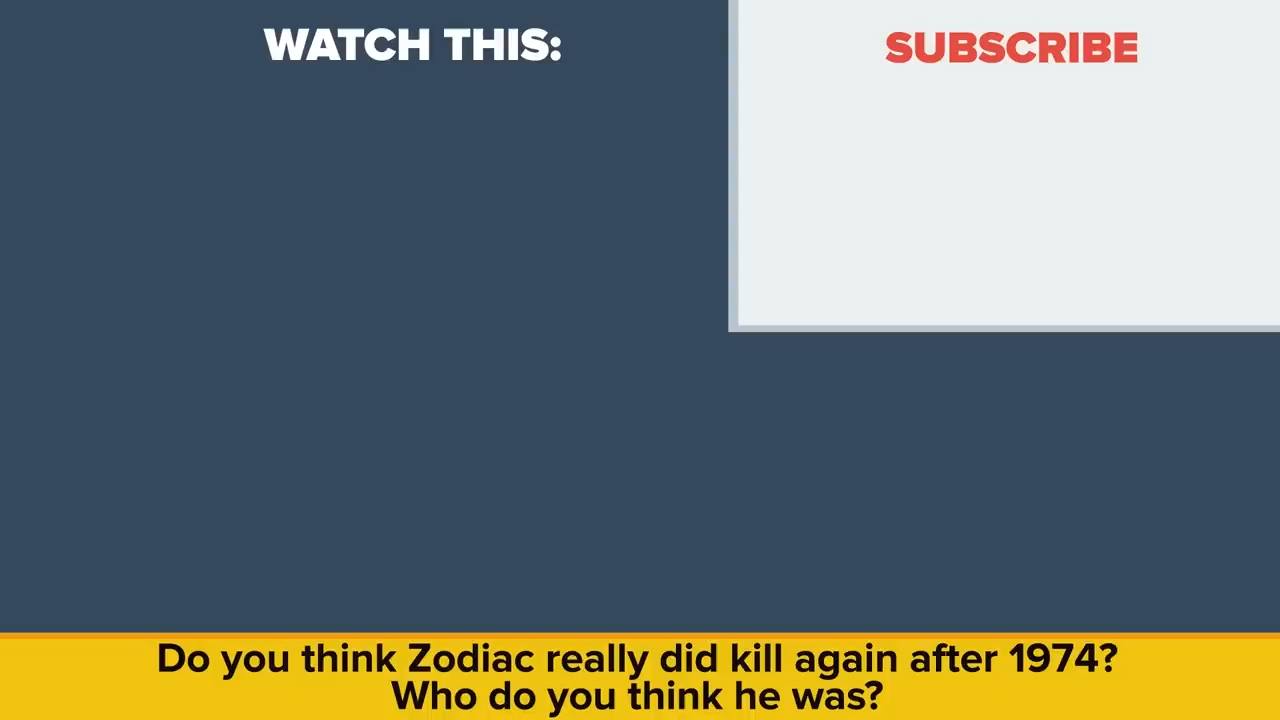 WATCH THIS:
SUBSCRIBE
Do you think Zodiac really did kill again after 1974?
Who do you think he was?